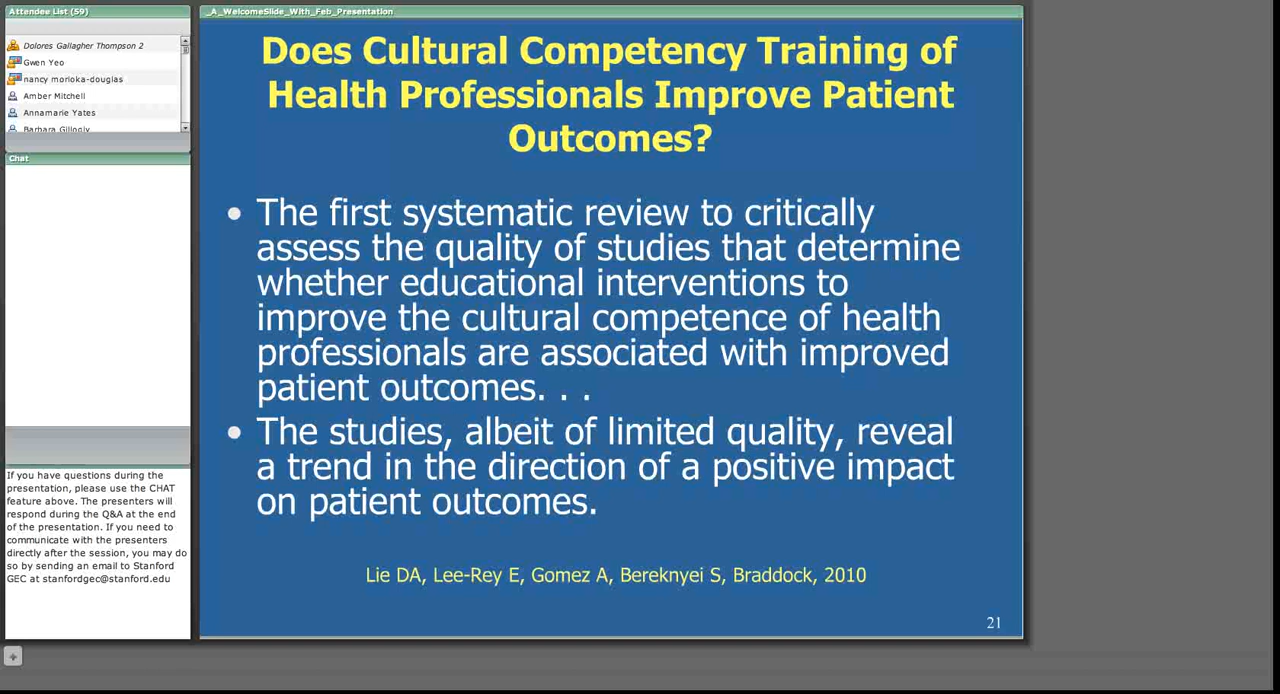 Attendee List (59)
Dolores Gallagher Thompson 2
Gwen Yeo
nancy morioka-douglas
Amber Mitchell
Annamarie Yates
Barbara Gillogly
Chat
If you have questions during the
presentation, please use the CHAT
feature above. The presenters will
respond during the Q&A at the end
of the presentation. If you need to
communicate with the presenters
directly after the session, you may do
so by sending an email to Stanford
GEC at stanfordgec@stanford.edu
_A_WelcomeSlide_With_Feb_Presentation
Does Cultural Competency Training of
Health Professionals Improve Patient
Outcomes?
• The first systematic review to critically
assess the quality of studies that determine
whether educational interventions to
improve the cultural competence of health
professionals are associated with improved
patient outcomes. . .
• The studies, albeit of limited quality, reveal
a trend in the direction of a positive impact
on patient outcomes.
Lie DA, Lee-Rey E, Gomez A, Bereknyei S, Braddock, 2010
21